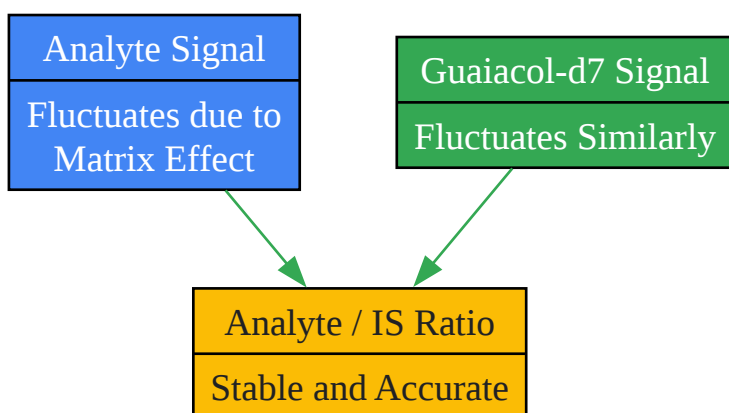 Analyte Signal
Fluctuates due to
Matrix Effect
Guaiacol-d7 Signal
Fluctuates Similarly
Analyte / IS Ratio
Stable and Accurate